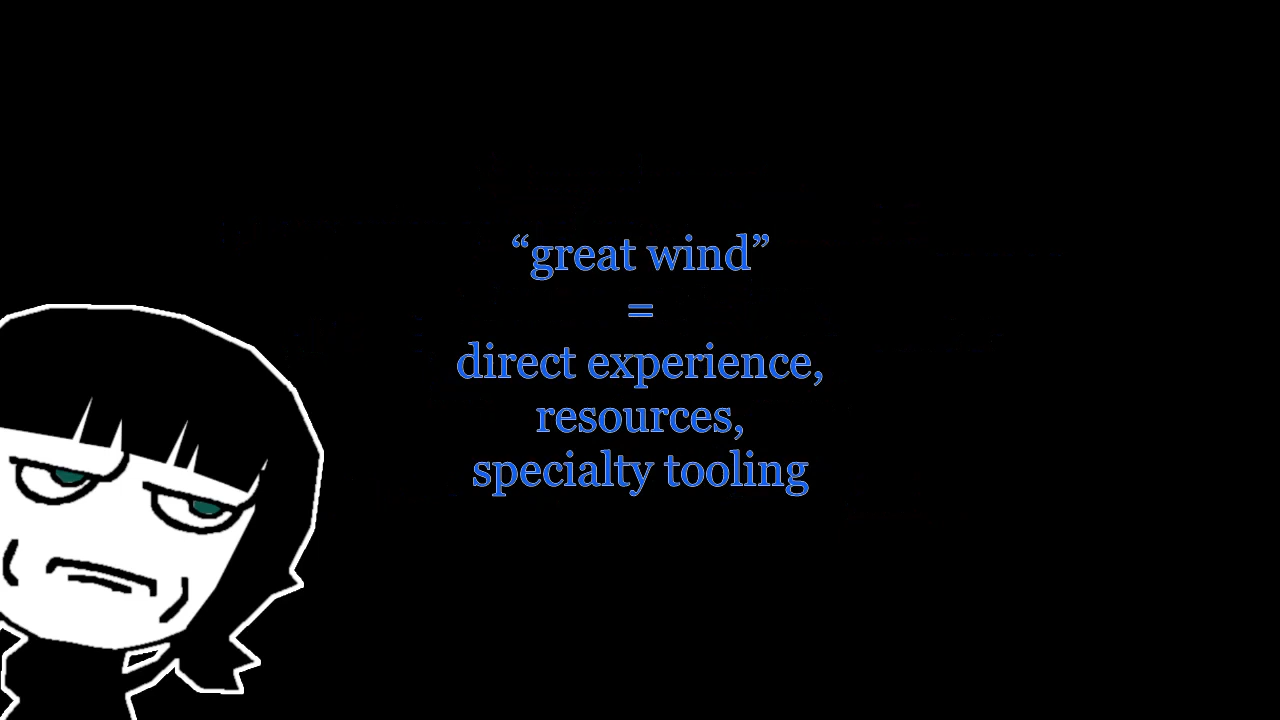 “great wind”
=
direct experience,
resources,
specialty tooling